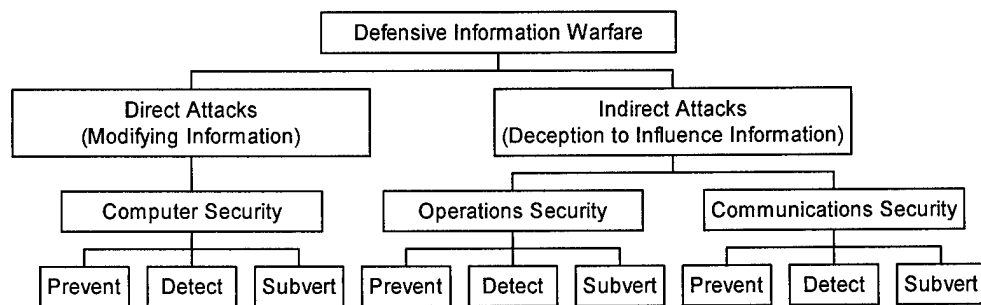 Defensive Information Warfare
Direct Attacks
(Modifying Information)
Indirect Attacks
(Deception to Influence Information)
Computer Security
Operations Security
Communications Security
Prevent
Detect
Subvert
Prevent
Detect
Subvert
Prevent
Detect
Subvert